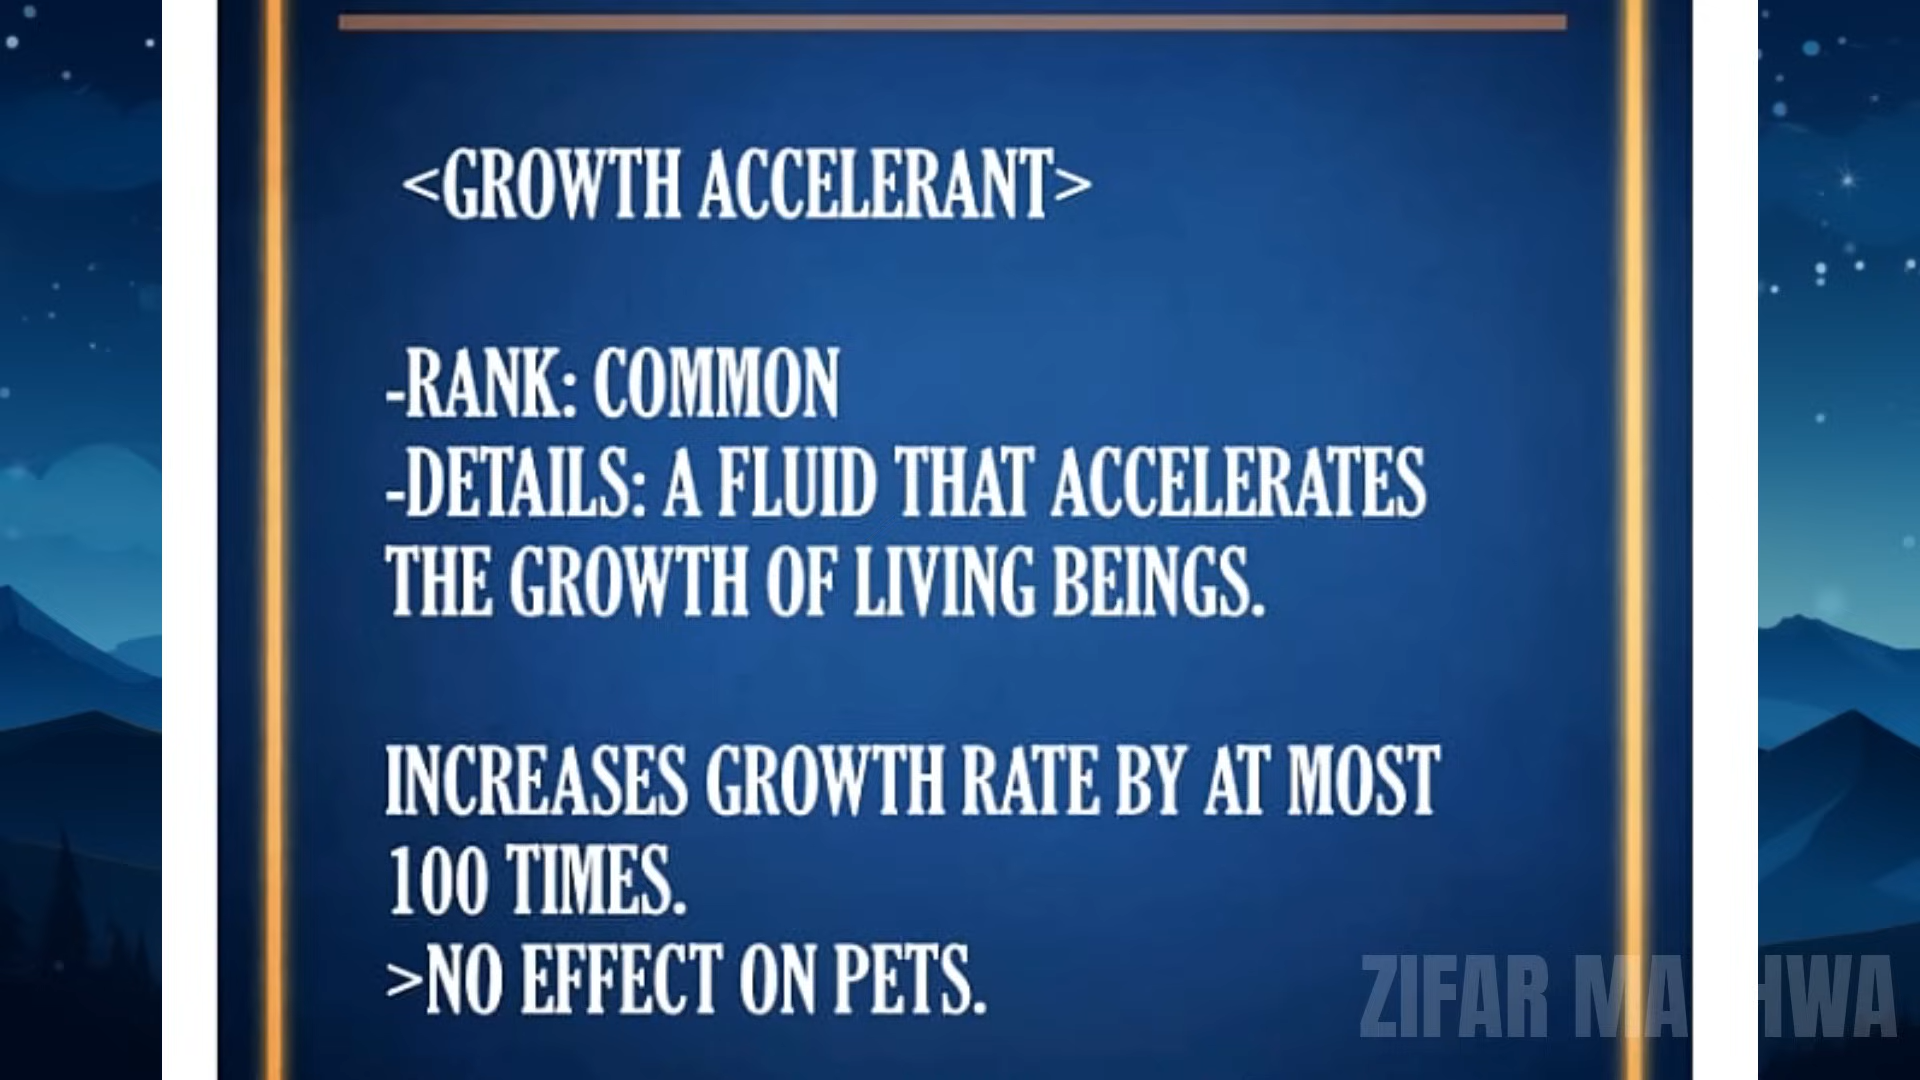 <GROWTH ACCELERANT>
-RANK: COMMON
-DETAILS: A FLUID THAT ACCELERATES
THE GROWTH OF LIVING BEINGS.
INCREASES GROWTH RATE BY AT MOST
100 TIMES.
>NO EFFECT ON PETS.
ZIFAR MANHWA